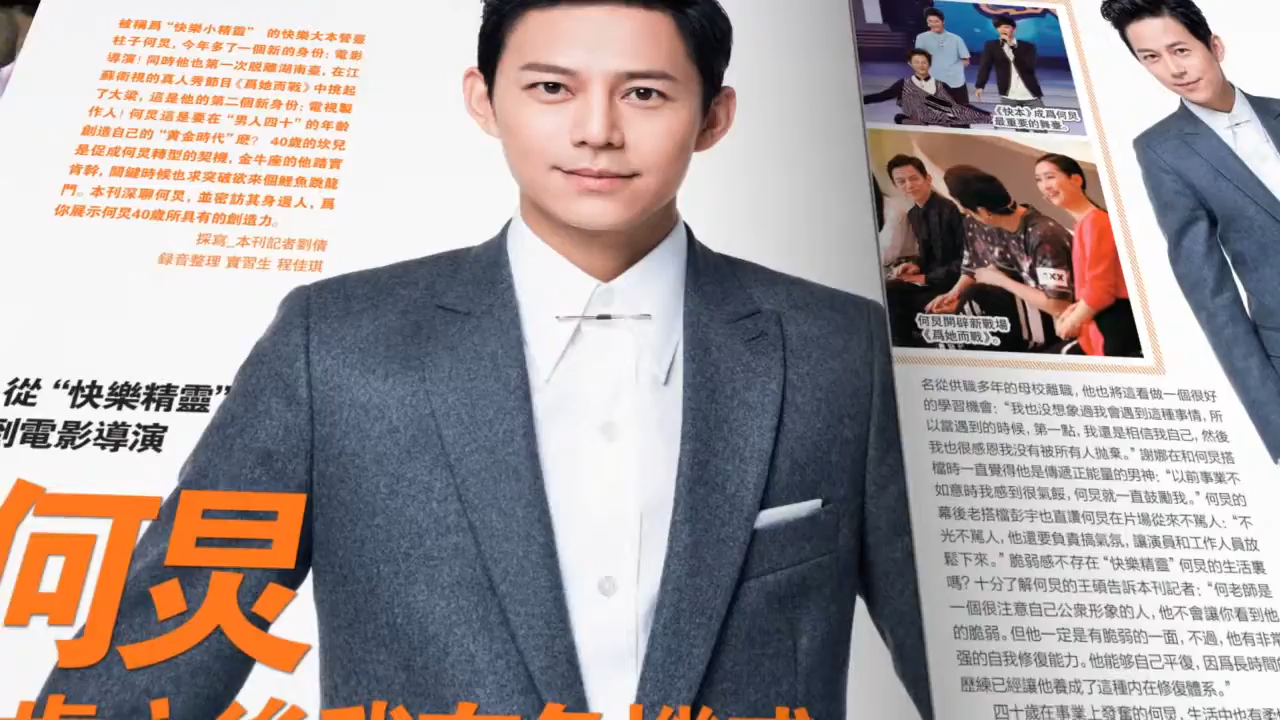 被稱爲“快樂小精靈” 的快樂大本營臺
柱子何炅，今年多了一個新的身份：電影
導演！同時他也第一次脫離湖南臺，在江
蘇衛視的真人秀節目《爲她而戰》中挑起
了大梁，這是他的第二個新身份：電視製
作人！何炅這是要在“男人四十”的年齡
創造自己的“黄金時代”麽？ 40歲的坎兒
是促成何炅轉型的契機，金牛座的他踏實
肯幹，關鍵時候也求突破欲來個鯉魚跳龍
門。本刊深聊何炅，並密訪其身邊人，爲
你展示何炅40歲所具有的創造力。
採寫_本刊記者劉倩
録音整理 實習生 程佳琪
從“快樂精靈”
到電影導演
何炅
歲之後我有危機感
《快本》成爲何炅
最重要的舞臺。
何炅開辟新戰場
《爲她而戰》。
名從供職多年的母校離職，他也將這看做一個很好
的學習機會：“我也没想象過我會遇到這種事情，所
以當遇到的時候，第一點，我還是相信我自己，然後
我也很感恩我没有被所有人抛棄。”謝娜在和何炅搭
檔時一直覺得他是傳遞正能量的男神：“以前事業不
如意時我感到很氣餒，何炅就一直鼓勵我。”何炅的
幕後老搭檔彭宇也直讚何炅在片場從來不駡人：“不
光不駡人，他還要負責搞氣氛，讓演員和工作人員放
鬆下來。”脆弱感不存在“快樂精靈”何炅的生活裏
嗎？十分了解何炅的王碩告訴本刊記者：“何老師是
一個很注意自己公衆形象的人，他不會讓你看到他
的脆弱。但他一定是有脆弱的一面，不過，他有非常
强的自我修復能力。他能够自己平復，因爲長時間
歷練已經讓他養成了這種内在修復體系。”
四十歲在事業上發奮的何炅，生活中也有柔